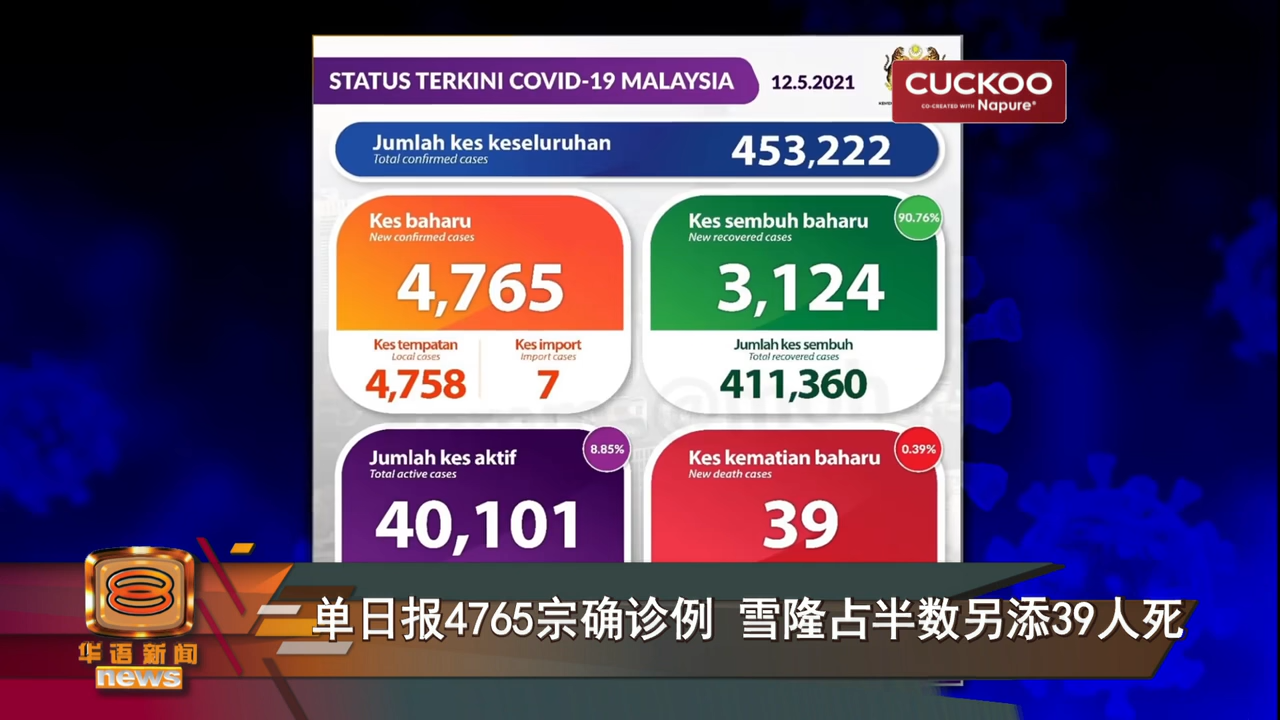 STATUS TERKINI COVID-19 MALAYSIA
12.5.2021
CUCKOO
CO-CREATED WITH Napure®
Jumlah kes keseluruhan
Total confirmed cases
453,222
Kes baharu
New confirmed cases
4,765
Kes tempatan
Local cases
4,758
Kes import
Import cases
7
Kes sembuh baharu
New recovered cases
90.76%
3,124
Jumlah kes sembuh
Total recovered cases
411,360
Jumlah kes aktif
Total active cases
8.85%
40,101
Kes kematian baharu
New death cases
0.39%
39
单日报4765宗确诊例 雪隆占半数另添39人死
8
华语新闻
news